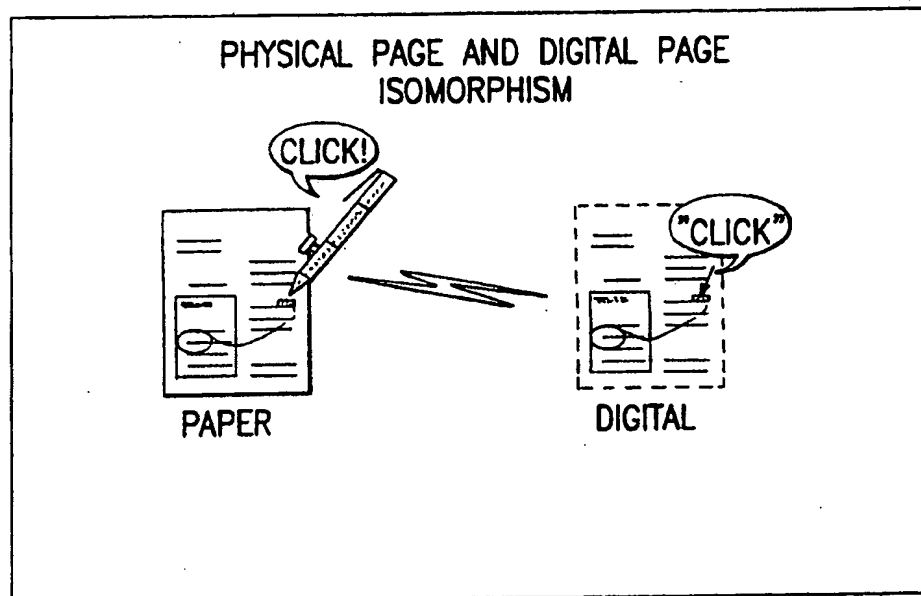 PHYSICAL PAGE AND DIGITAL PAGE
ISOMORPHISM
CLICK!
"CLICK"
PAPER
DIGITAL